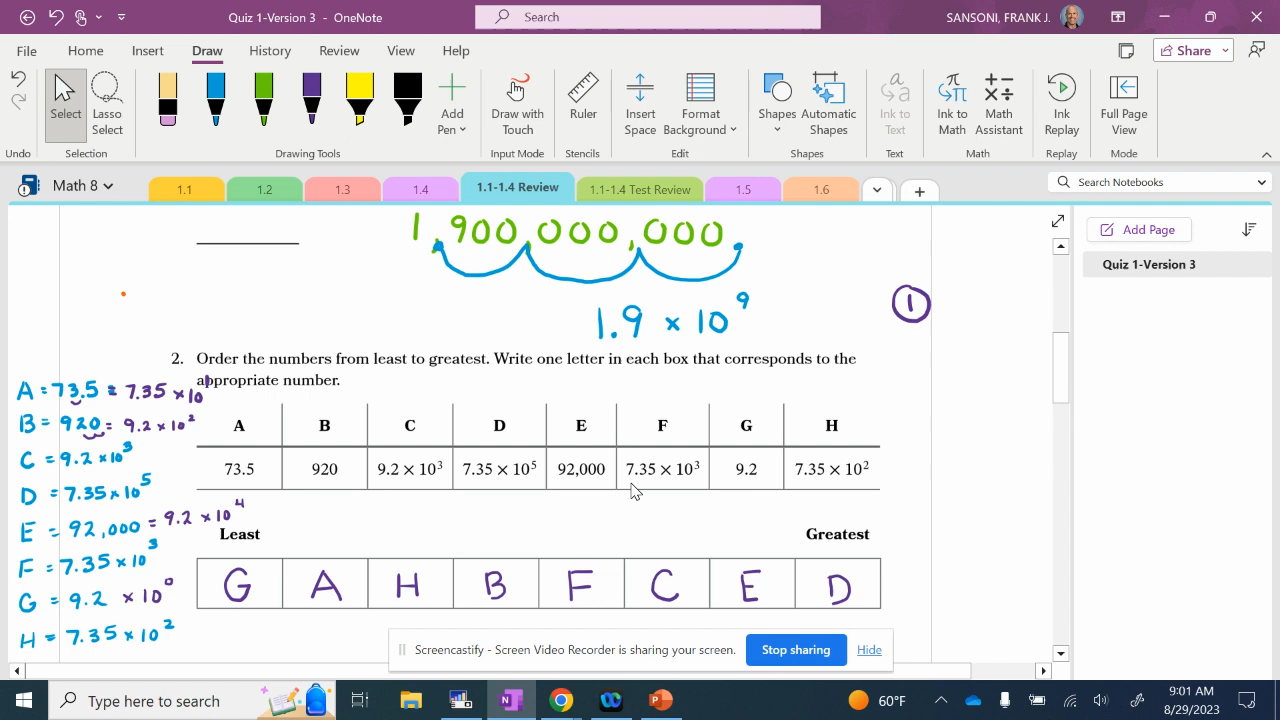 Quiz 1-Version 3 - OneNote
Search
SANSONI, FRANK J.
File Home Insert Draw History Review View Help
Share
Select
Lasso Select
Add Pen
Draw with Touch
Ruler
Insert Space
Format Background
Shapes
Automatic Shapes
Ink to Text
Ink to Math
Math Assistant
Ink Replay
Full Page View
Undo Selection Drawing Tools Input Mode Stencils Edit Shapes Text Math Replay Mode
Math 8
1.1 1.2 1.3 1.4 1.1-1.4 Review 1.1-1.4 Test Review 1.5 1.6
Search Notebooks
Add Page
Quiz 1-Version 3
1,900,000,000
1.9 × 10⁹
1
2. Order the numbers from least to greatest. Write one letter in each box that corresponds to the
appropriate number.
A = 73.5 = 7.35 × 10¹
B = 920 = 9.2 × 10²
C = 9.2 × 10³
D = 7.35 × 10⁵
E = 92,000 = 9.2 × 10⁴
F = 7.35 × 10³
G = 9.2 × 10⁰
H = 7.35 × 10²
A B C D E F G H
73.5 920 9.2 × 10³ 7.35 × 10⁵ 92,000 7.35 × 10³ 9.2 7.35 × 10²
Least Greatest
G A H B F C E D
Screencastify - Screen Video Recorder is sharing your screen. Stop sharing Hide
Type here to search
60°F
9:01 AM
8/29/2023